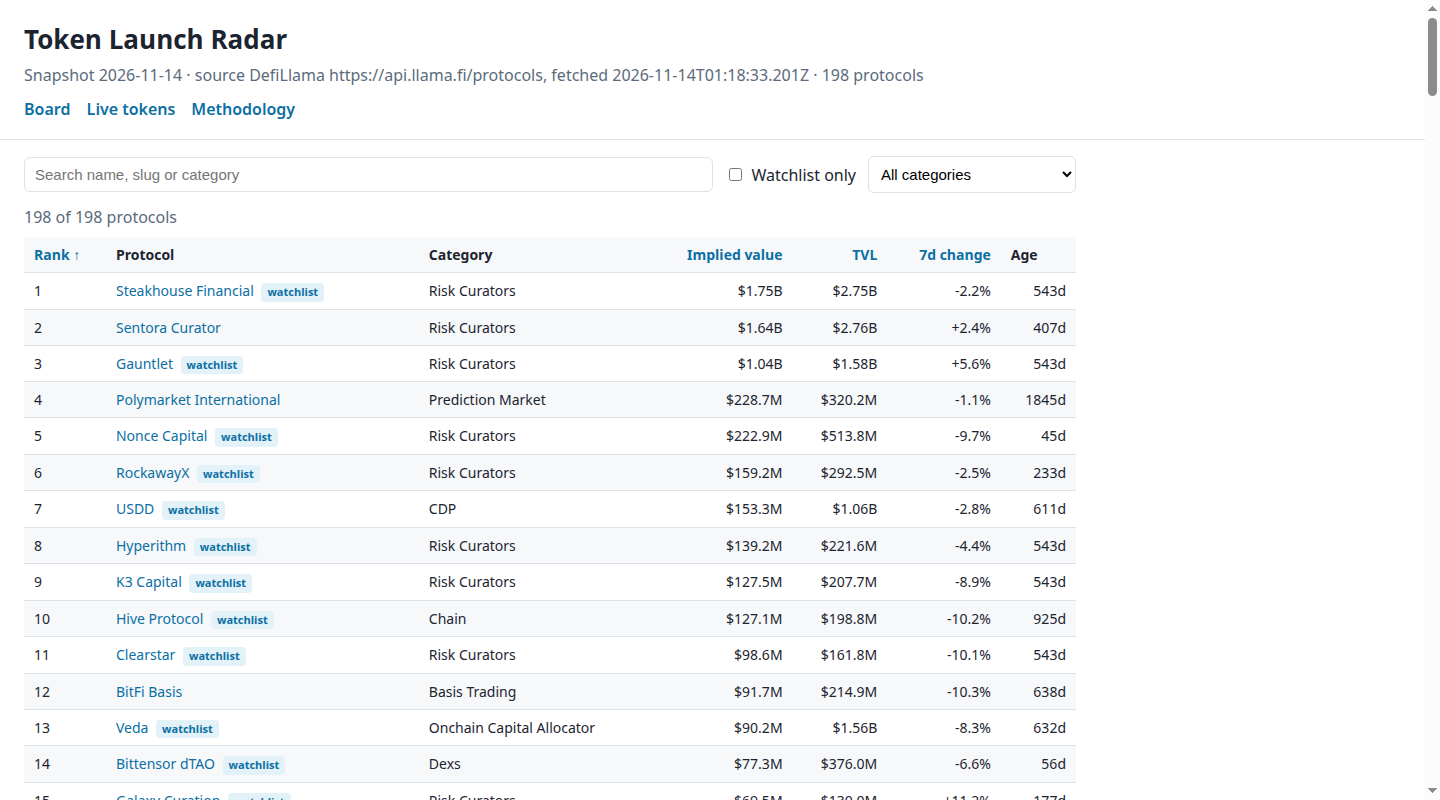 Token Launch Radar
Snapshot 2026-11-14 · source DefiLlama https://api.llama.fi/protocols, fetched 2026-11-14T01:18:33.201Z · 198 protocols
Board Live tokens Methodology
Search name, slug or category Watchlist only All categories
198 of 198 protocols
Rank ↑ Protocol Category Implied value TVL 7d change Age
1 Steakhouse Financial watchlist Risk Curators $1.75B $2.75B -2.2% 543d
2 Sentora Curator Risk Curators $1.64B $2.76B +2.4% 407d
3 Gauntlet watchlist Risk Curators $1.04B $1.58B +5.6% 543d
4 Polymarket International Prediction Market $228.7M $320.2M -1.1% 1845d
5 Nonce Capital watchlist Risk Curators $222.9M $513.8M -9.7% 45d
6 RockawayX watchlist Risk Curators $159.2M $292.5M -2.5% 233d
7 USDD watchlist CDP $153.3M $1.06B -2.8% 611d
8 Hyperithm watchlist Risk Curators $139.2M $221.6M -4.4% 543d
9 K3 Capital watchlist Risk Curators $127.5M $207.7M -8.9% 543d
10 Hive Protocol watchlist Chain $127.1M $198.8M -10.2% 925d
11 Clearstar watchlist Risk Curators $98.6M $161.8M -10.1% 543d
12 BitFi Basis Basis Trading $91.7M $214.9M -10.3% 638d
13 Veda watchlist Onchain Capital Allocator $90.2M $1.56B -8.3% 632d
14 Bittensor dTAO watchlist Dexs $77.3M $376.0M -6.6% 56d
15 Galaxy Curation watchlist Risk Curators 177d